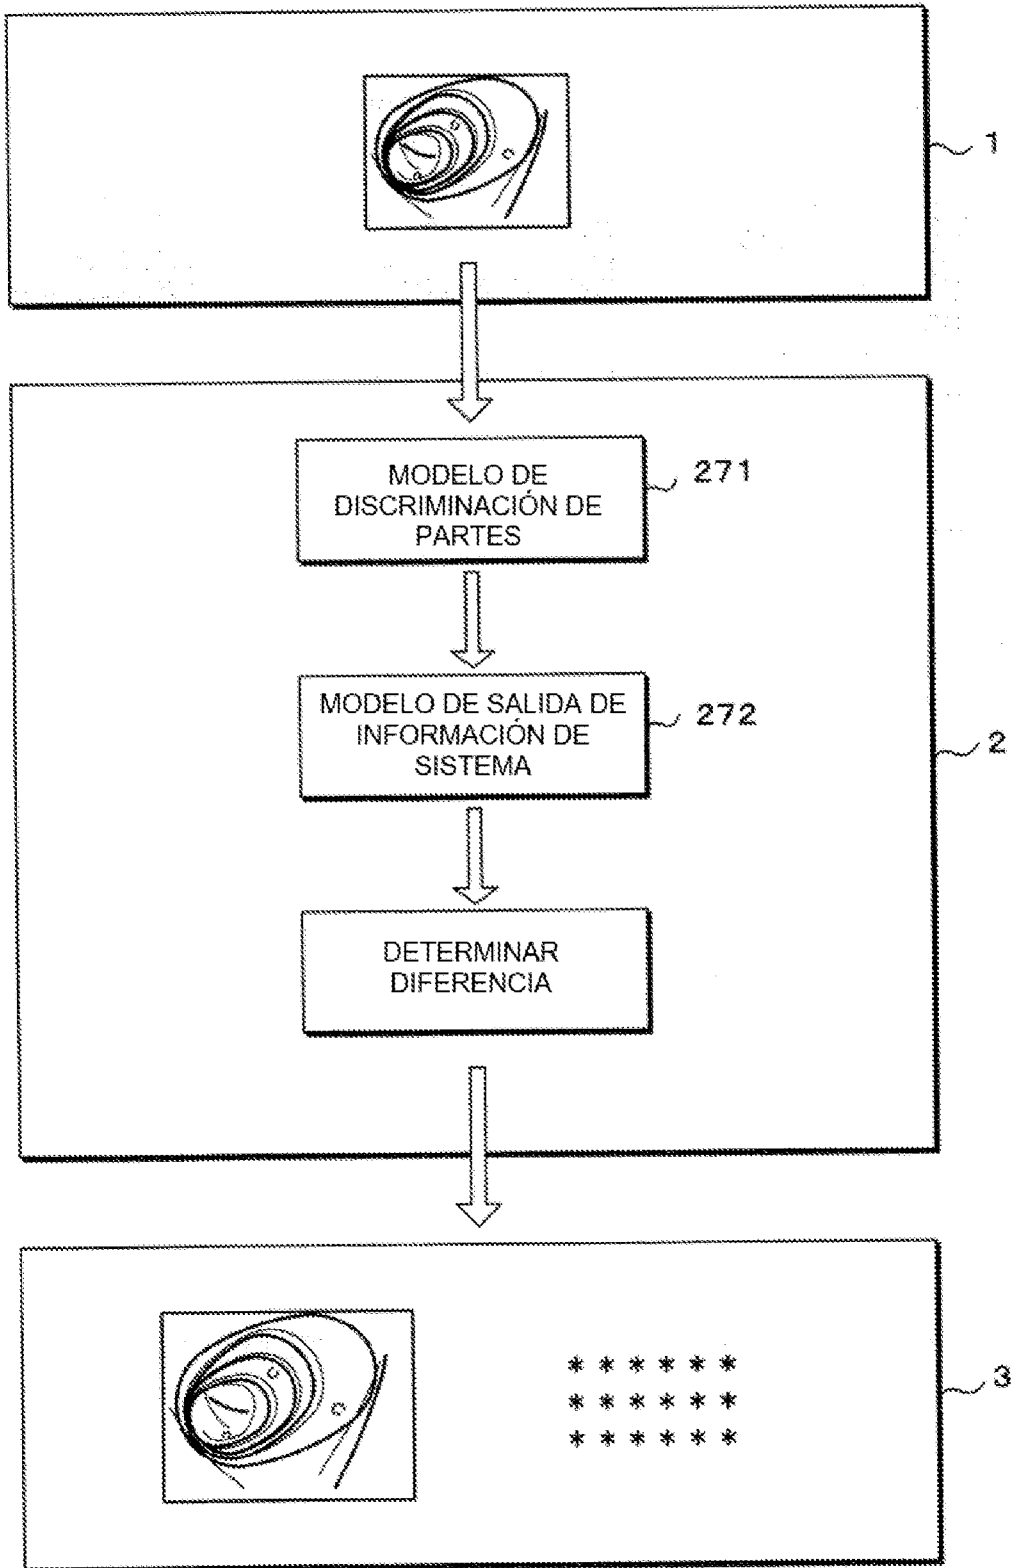 1
MODELO DE
DISCRIMINACIÓN DE
PARTES
271
MODELO DE SALIDA DE
INFORMACIÓN DE
SISTEMA
272
2
DETERMINAR
DIFERENCIA
* * * * * *
* * * * * *
* * * * * *
3